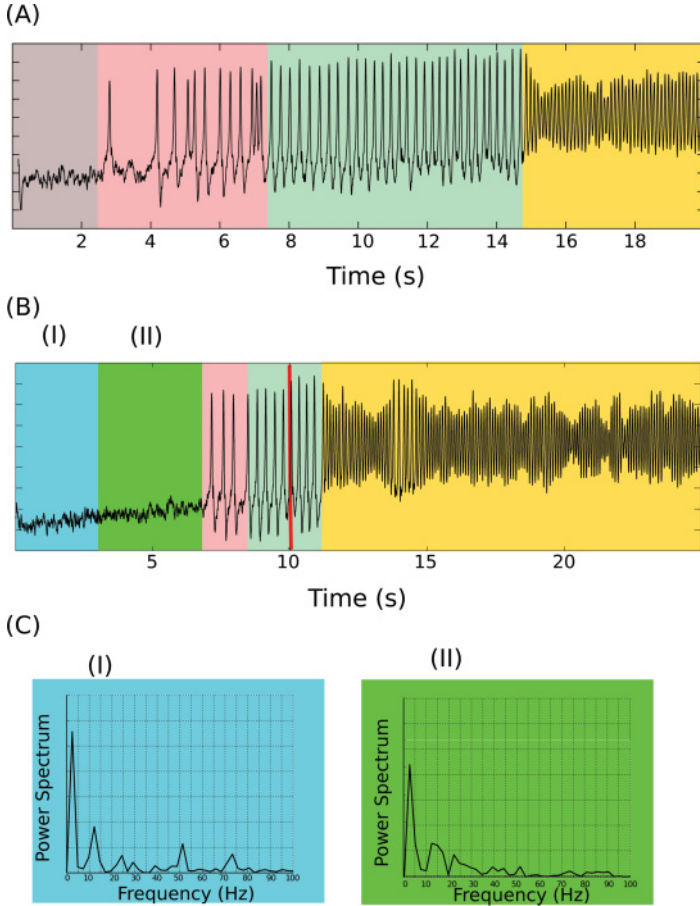 (A)
2 4 6 8 10 12 14 16 18
Time (s)
(B)
(I) (II)
5 10 15 20
Time (s)
(C)
(I) (II)
Power Spectrum Power Spectrum
0 10 20 30 40 50 60 70 80 90 100 0 10 20 30 40 50 60 70 80 90 100
Frequency (Hz) Frequency (Hz)